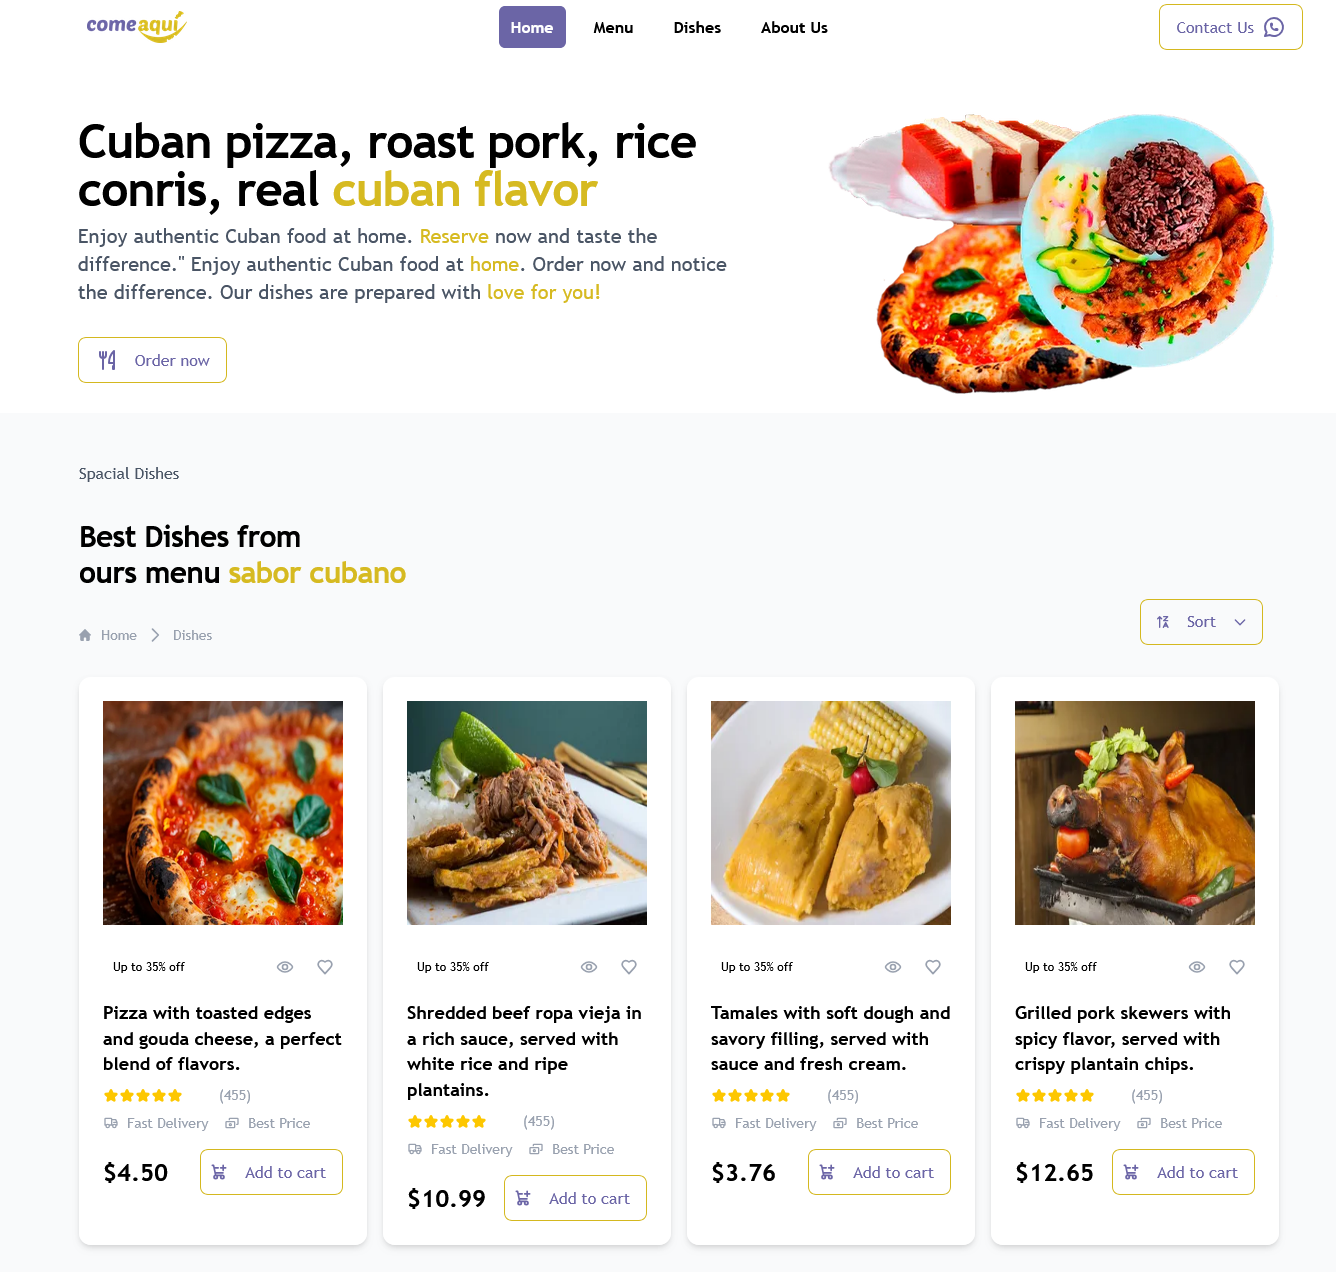 comeaquí
Home
Menu
Dishes
About Us
Contact Us
Cuban pizza, roast pork, rice
conris, real cuban flavor
Enjoy authentic Cuban food at home. Reserve now and taste the
difference." Enjoy authentic Cuban food at home. Order now and notice
the difference. Our dishes are prepared with love for you!
Order now
Spacial Dishes
Best Dishes from
ours menu sabor cubano
Home
Dishes
Sort
Up to 35% off
Pizza with toasted edges
and gouda cheese, a perfect
blend of flavors.
(455)
Fast Delivery
Best Price
$4.50
Add to cart
Up to 35% off
Shredded beef ropa vieja in
a rich sauce, served with
white rice and ripe
plantains.
(455)
Fast Delivery
Best Price
$10.99
Add to cart
Up to 35% off
Tamales with soft dough and
savory filling, served with
sauce and fresh cream.
(455)
Fast Delivery
Best Price
$3.76
Add to cart
Up to 35% off
Grilled pork skewers with
spicy flavor, served with
crispy plantain chips.
(455)
Fast Delivery
Best Price
$12.65
Add to cart